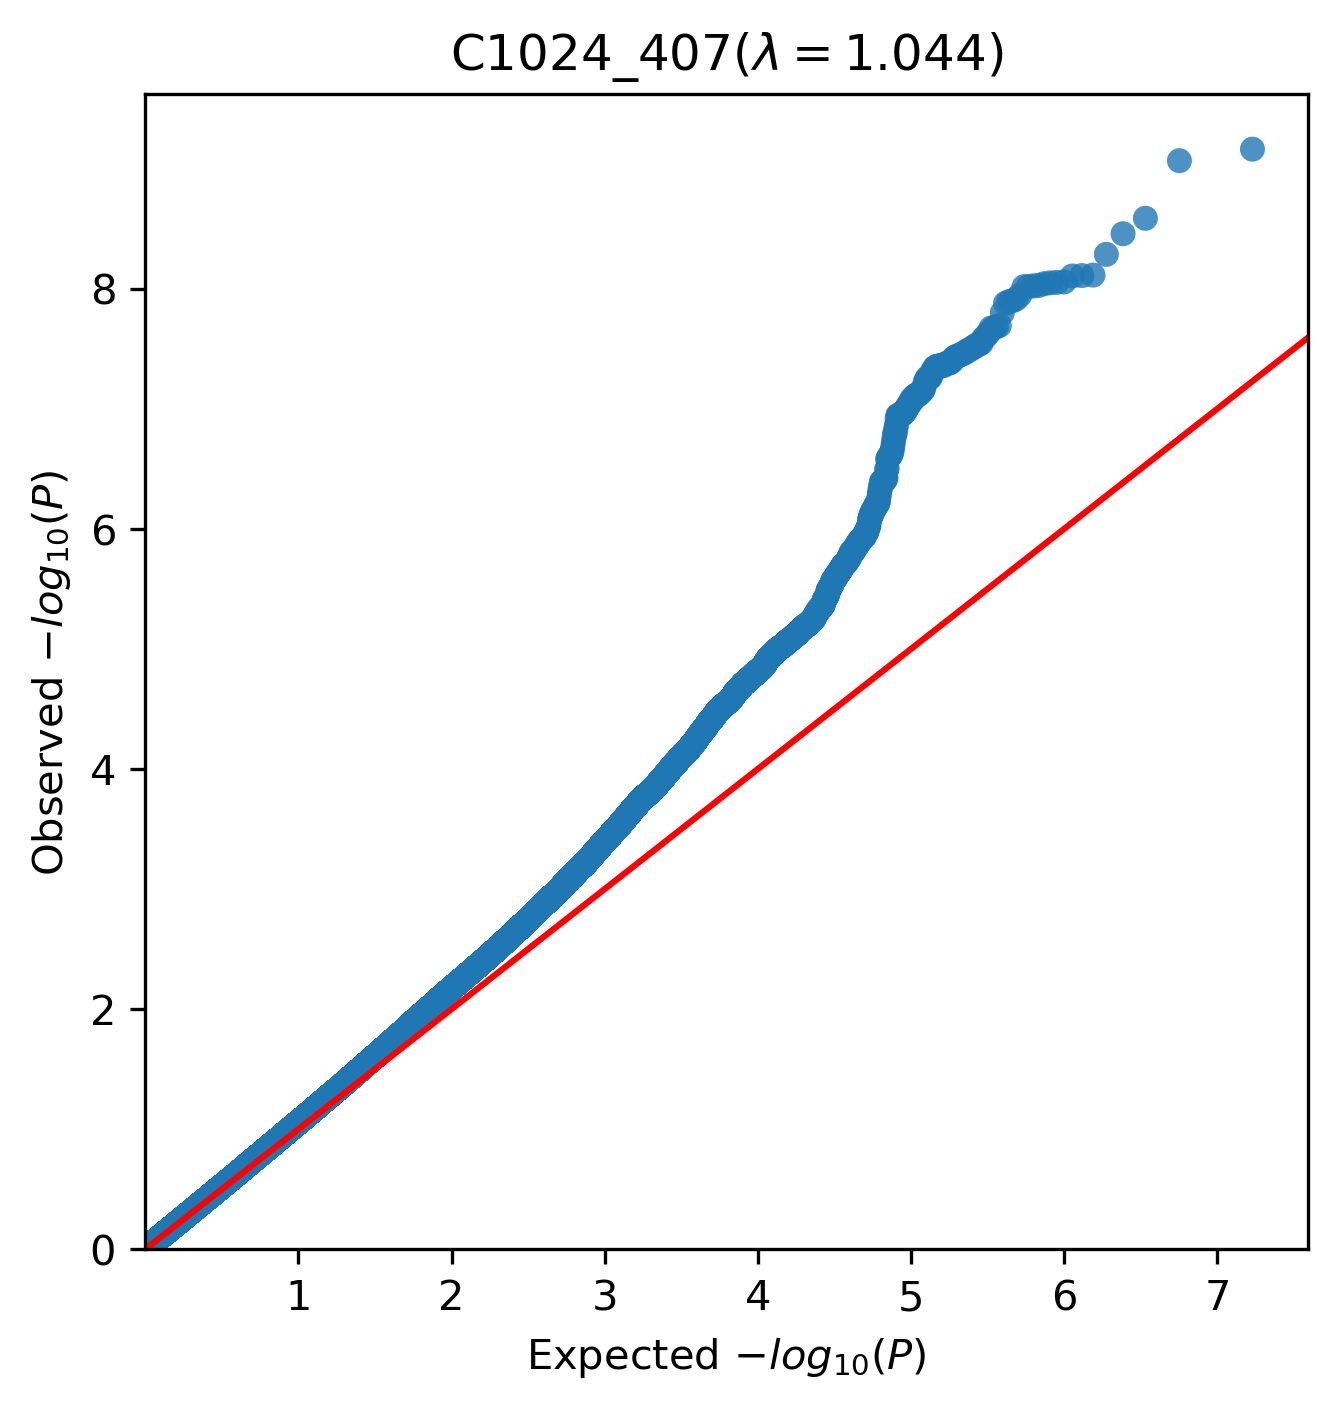 C1024_407(λ = 1.044)
Observed −log₁₀(P)
8
6
4
2
0
1 2 3 4 5 6 7
Expected −log₁₀(P)